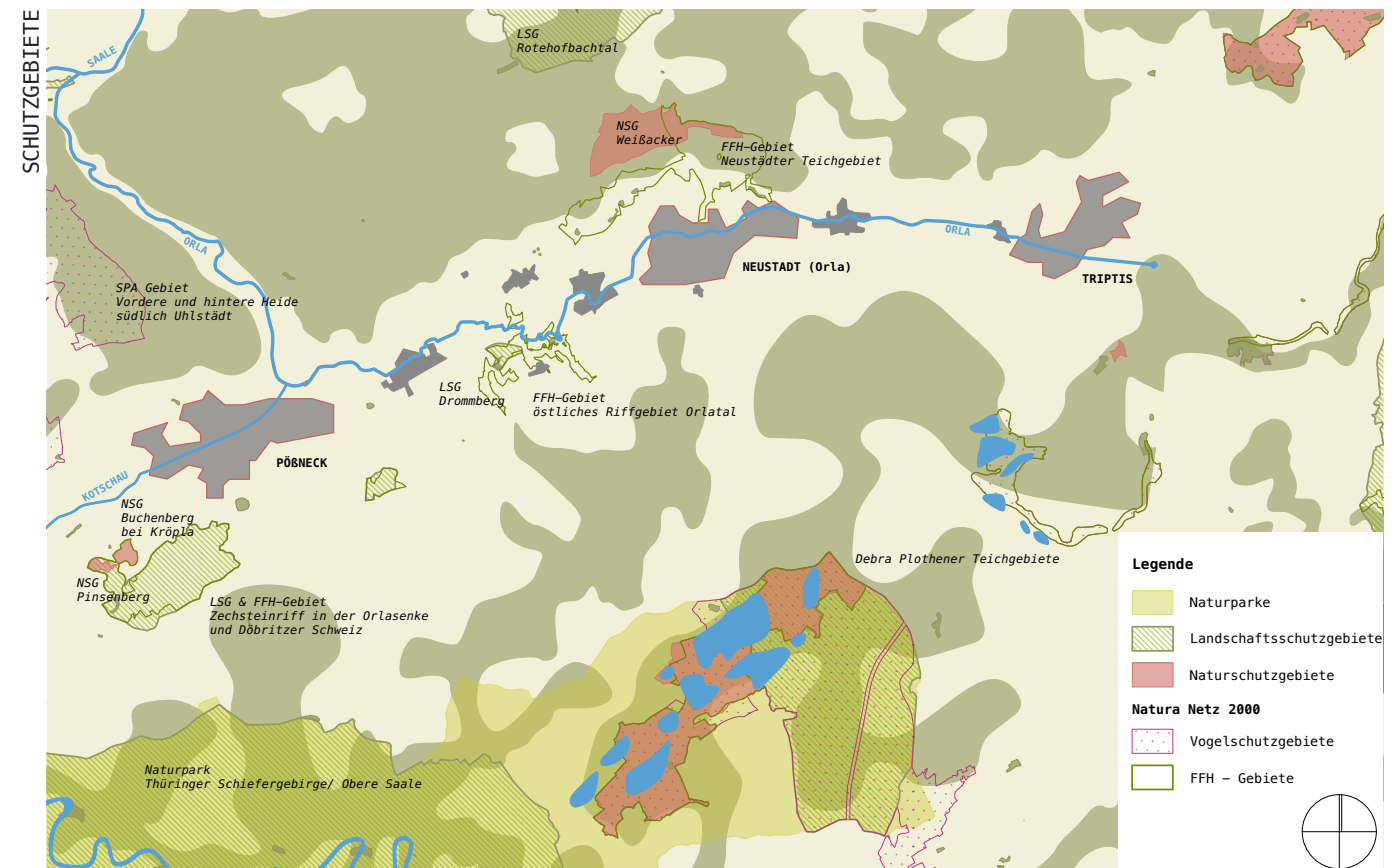 SCHUTZGEBIETE
SAALE
LSG
Rotehofbachtal
NSG
Weißacker
FFH-Gebiet
Neustädter Teichgebiet
ORLA
ORLA
NEUSTADT (Orla)
TRIPTIS
SPA Gebiet
Vordere und hintere Heide
südlich Uhlstädt
LSG
Drommberg
FFH-Gebiet
östliches Riffgebiet Orlatal
PÖßNECK
KOTSCHAU
NSG
Buchenberg
bei Kröpla
NSG
Pinsenberg
LSG & FFH-Gebiet
Zechsteinriff in der Orlasenke
und Döbritzer Schweiz
Debra Plothener Teichgebiete
Naturpark
Thüringer Schiefergebirge/ Obere Saale
Legende
Naturparke
Landschaftsschutzgebiete
Naturschutzgebiete
Natura Netz 2000
Vogelschutzgebiete
FFH - Gebiete